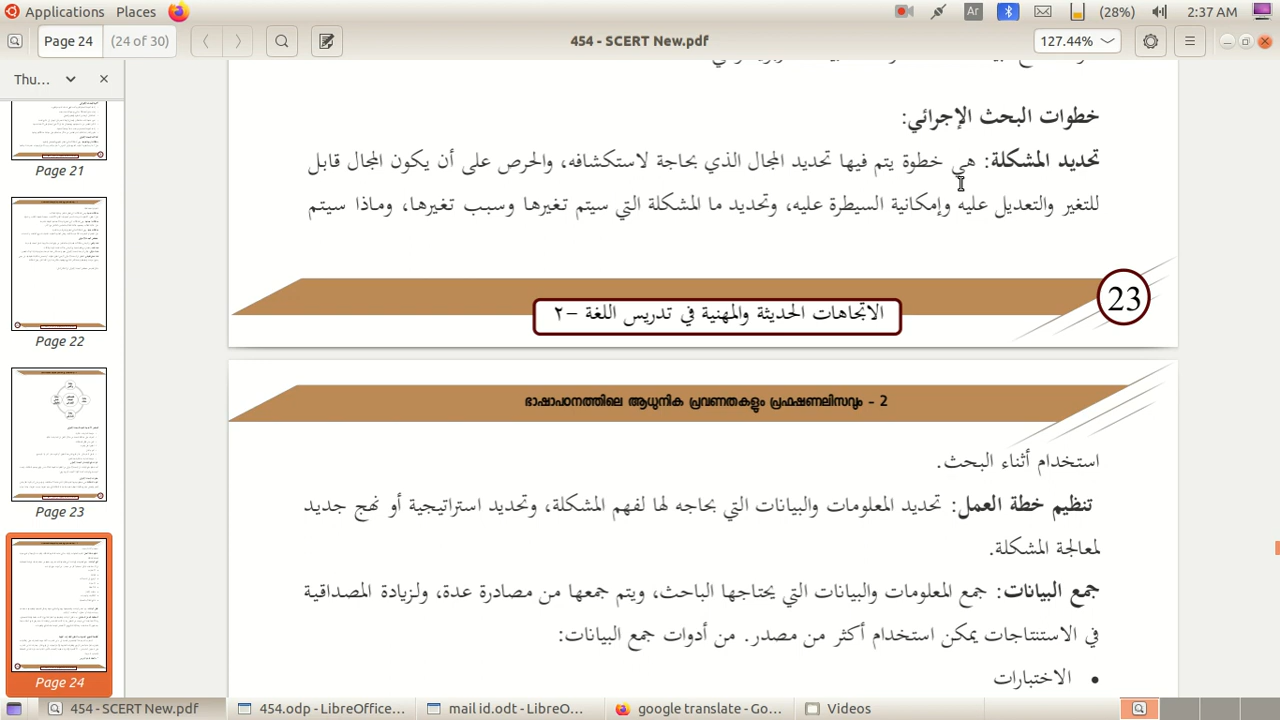 Applications Places Ar (28%) 2:37 AM
Page 24 (24 of 30) 454 - SCERT New.pdf 127.44%
Thu...
Page 21
Page 22
Page 23
Page 24
خطوات البحث الإجرائي:
تحديد المشكلة: هي خطوة يتم فيها تحديد المجال الذي بحاجة لاستكشافه، والحرص على أن يكون المجال قابل
للتغير والتعديل عليه وإمكانية السيطرة عليه، وتحديد ما المشكلة التي سيتم تغيرها وسبب تغيرها، وماذا سيتم
23
الاتجاهات الحديثة والمهنية في تدريس اللغة -٢
ഭാഷാപഠനത്തിലെ ആധുനിക പ്രവണതകളും പ്രഫഷണലിസവും - 2
استخدام أثناء البحث.
تنظيم خطة العمل: تحديد المعلومات والبيانات التي بحاجه لها لفهم المشكلة، وتحديد استراتيجية أو نهج جديد
لمعالجة المشكلة.
جمع البيانات: جمع المعلومات والبيانات التي يحتاجها الباحث، ويتم جمعها من مصادرة عدة، ولزيادة المصداقية
في الاستنتاجات يمكن استخدام أكثر من مصدر. من أدوات جمع البيانات:
• الاختبارات
454 - SCERT New.pdf 454.odp - LibreOffice... mail id.odt - LibreO... google translate - Go... Videos